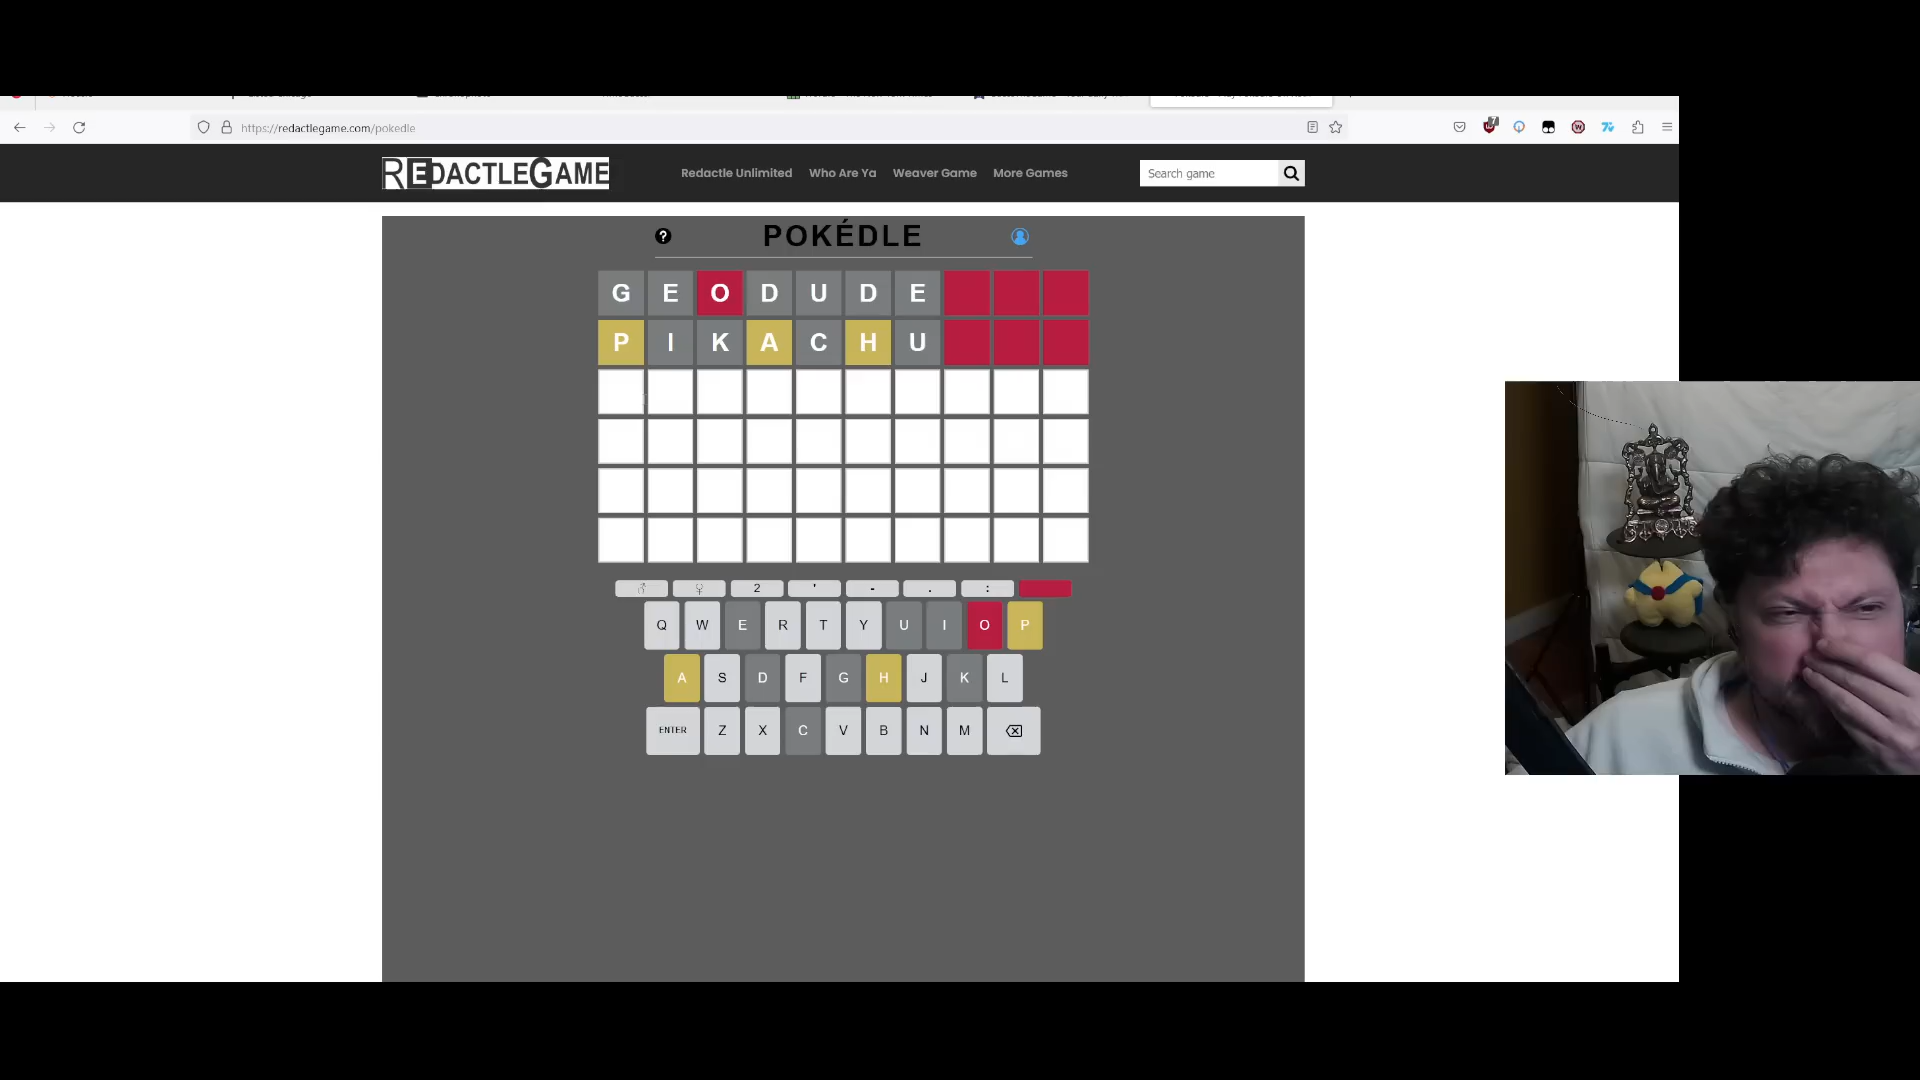 https://redactlegame.com/pokedle
7
REDACTLEGAME
Redactle Unlimited
Who Are Ya
Weaver Game
More Games
Search game
?
POKÉDLE
G E O D U D E
P I K A C H U
♂ ♀ 2 ' - . :
Q W E R T Y U I O P
A S D F G H J K L
ENTER Z X C V B N M